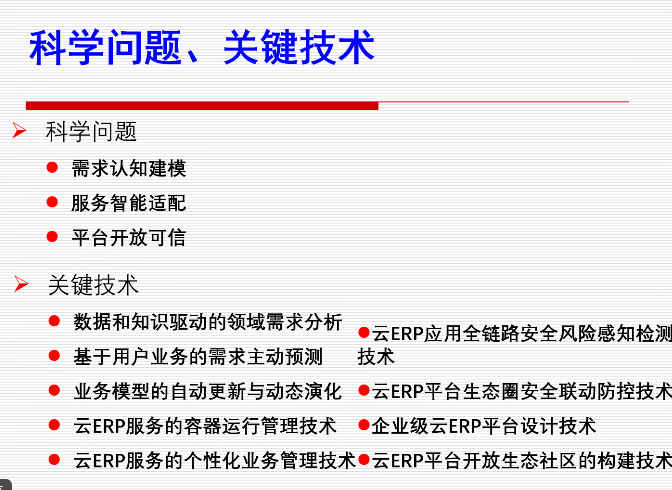 科学问题、关键技术
科学问题
需求认知建模
服务智能适配
平台开放可信
关键技术
数据和知识驱动的领域需求分析
基于用户业务的需求主动预测
业务模型的自动更新与动态演化
云ERP服务的容器运行管理技术
云ERP服务的个性化业务管理技术
云ERP应用全链路安全风险感知检测
技术
云ERP平台生态圈安全联动防控技术
企业级云ERP平台设计技术
云ERP平台开放生态社区的构建技术